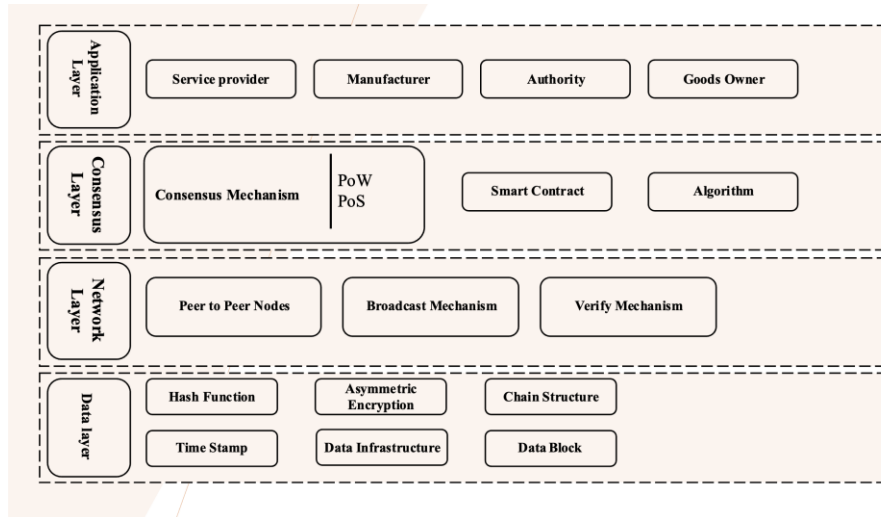 Application
Layer
Service provider
Manufacturer
Authority
Goods Owner
Consensus
Layer
Consensus Mechanism
PoW
PoS
Smart Contract
Algorithm
Network
Layer
Peer to Peer Nodes
Broadcast Mechanism
Verify Mechanism
Data layer
Hash Function
Asymmetric
Encryption
Chain Structure
Time Stamp
Data Infrastructure
Data Block